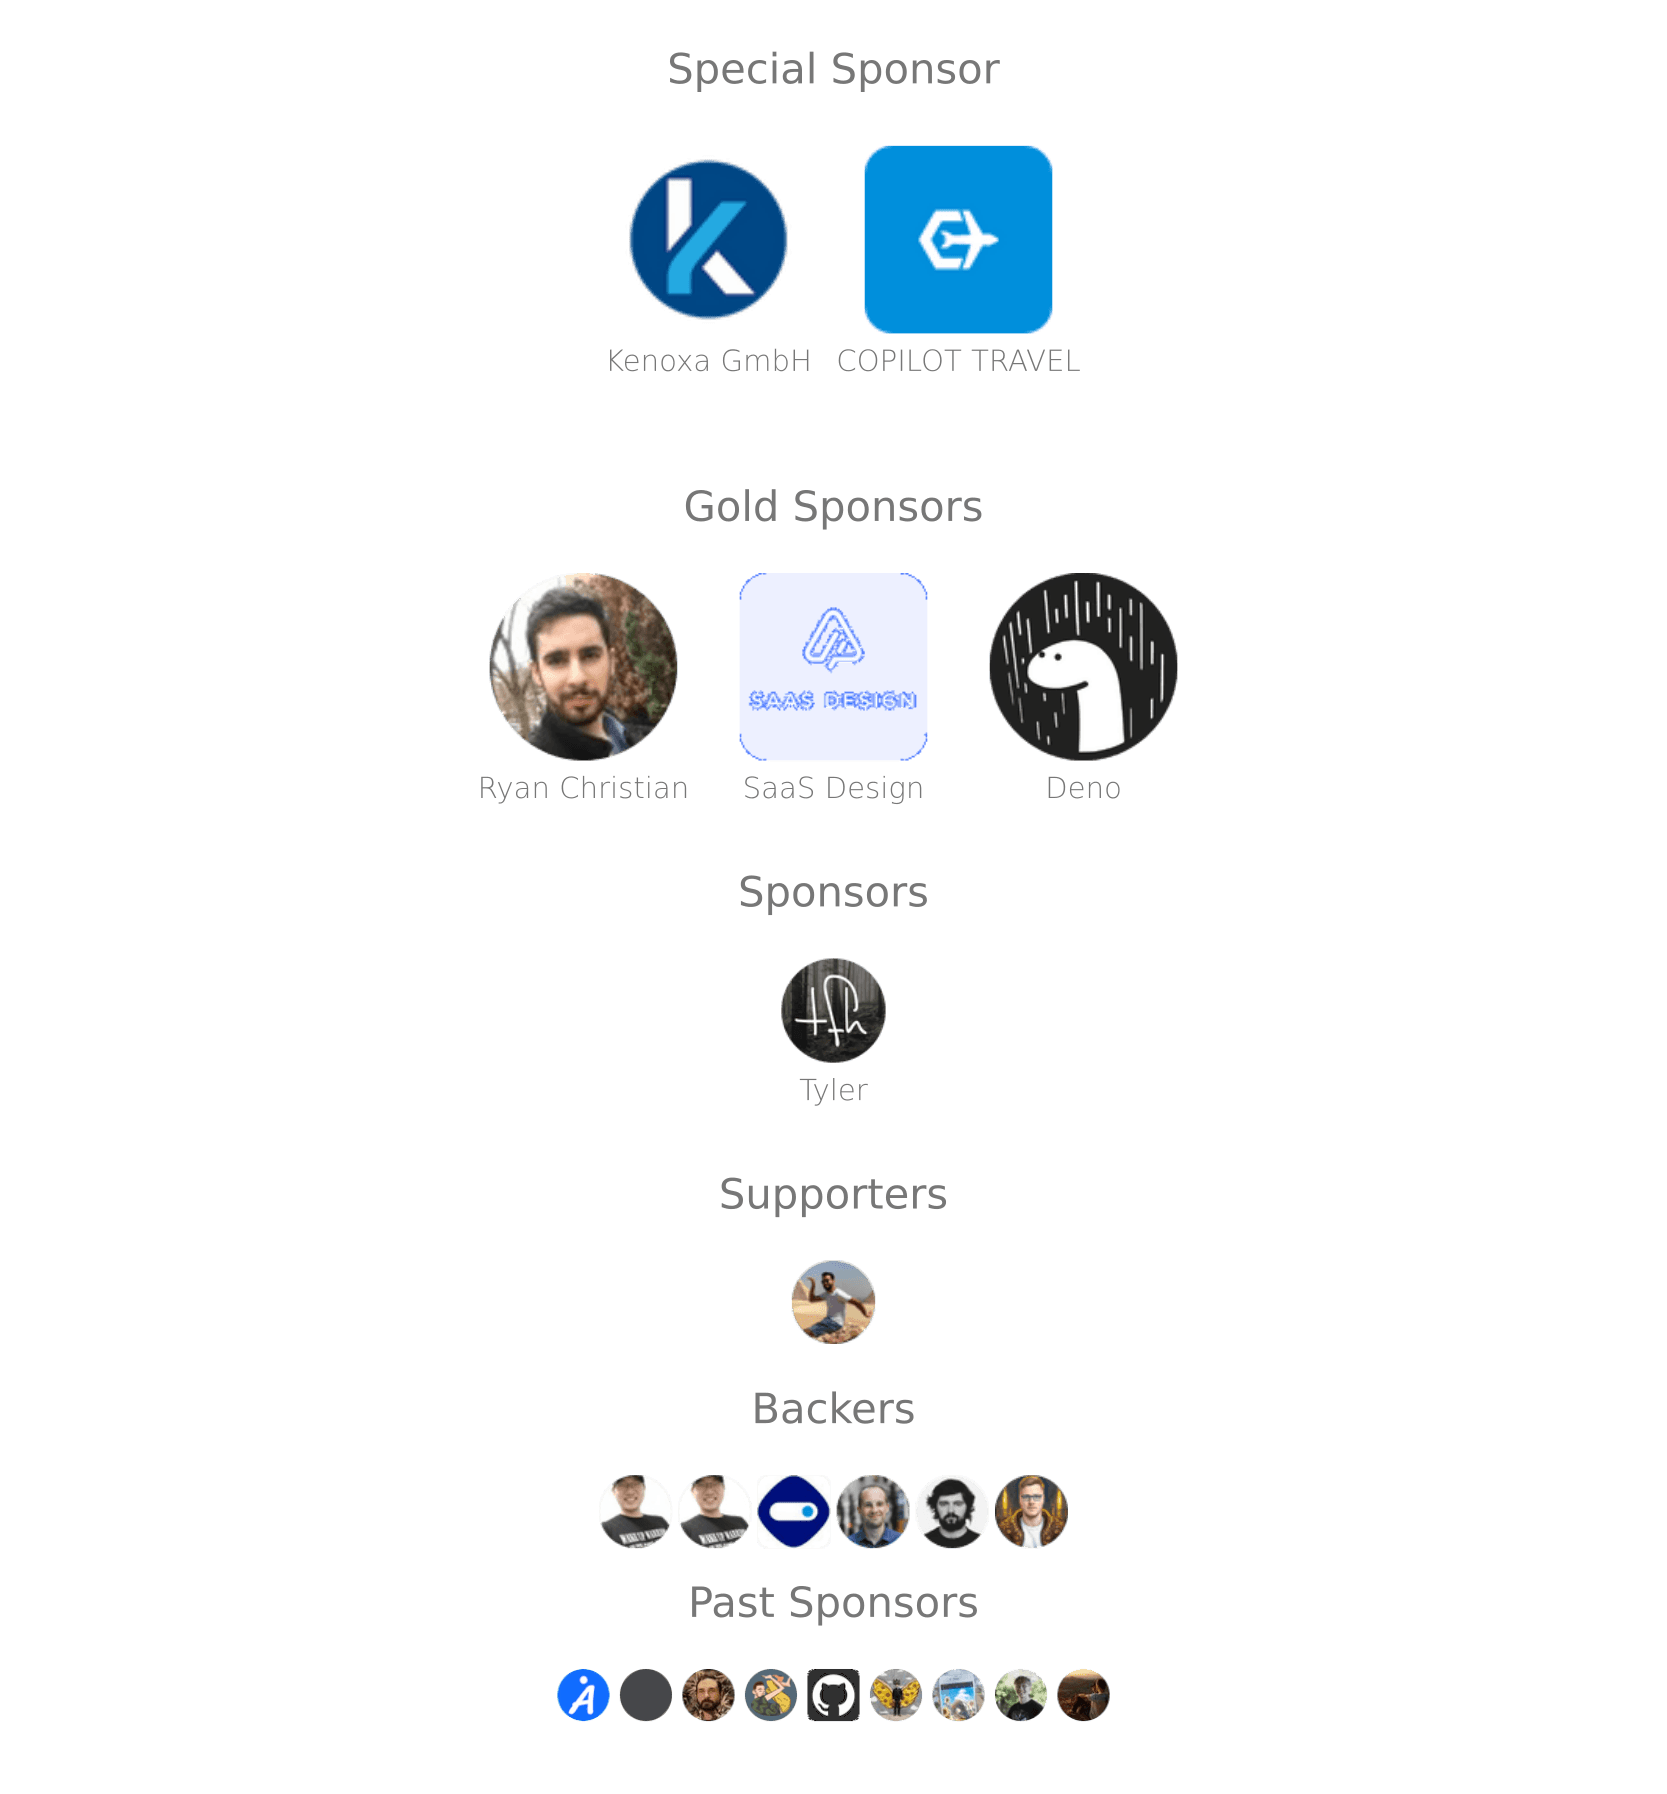 Special Sponsor
Kenoxa GmbH COPILOT TRAVEL
Gold Sponsors
SAAS DESIGN
Ryan Christian SaaS Design Deno
Sponsors
tfh
Tyler
Supporters
Backers
Past Sponsors